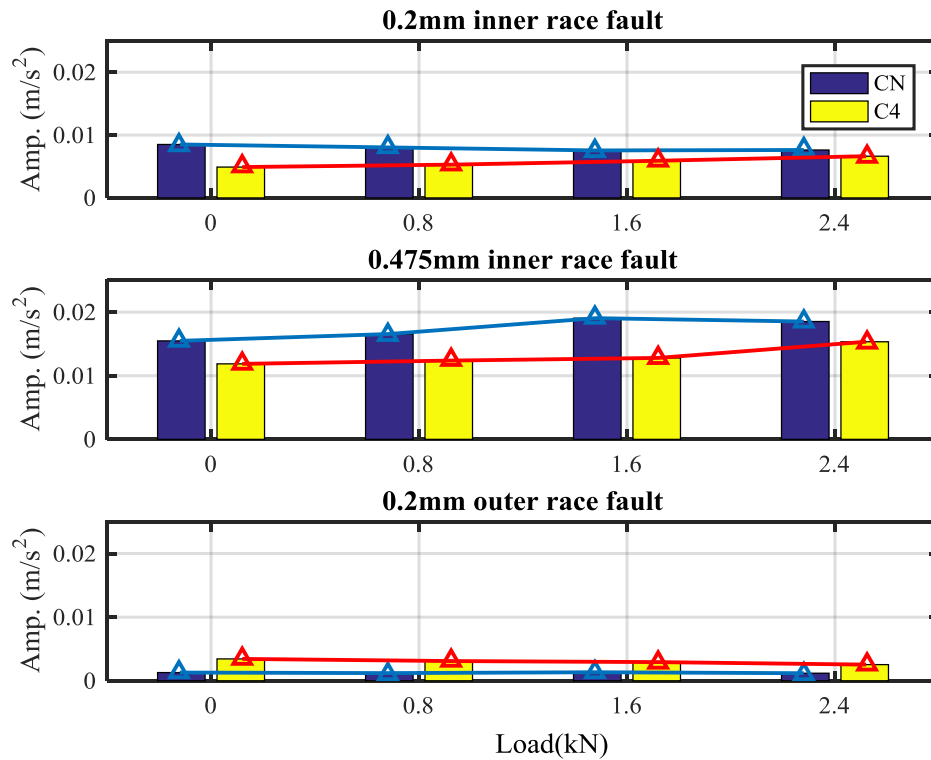 0.2mm inner race fault
Amp. (m/s²)
0.02
0.01
0
CN
C4
0 0.8 1.6 2.4
0.475mm inner race fault
Amp. (m/s²)
0.02
0.01
0
0 0.8 1.6 2.4
0.2mm outer race fault
Amp. (m/s²)
0.02
0.01
0
0 0.8 1.6 2.4
Load(kN)